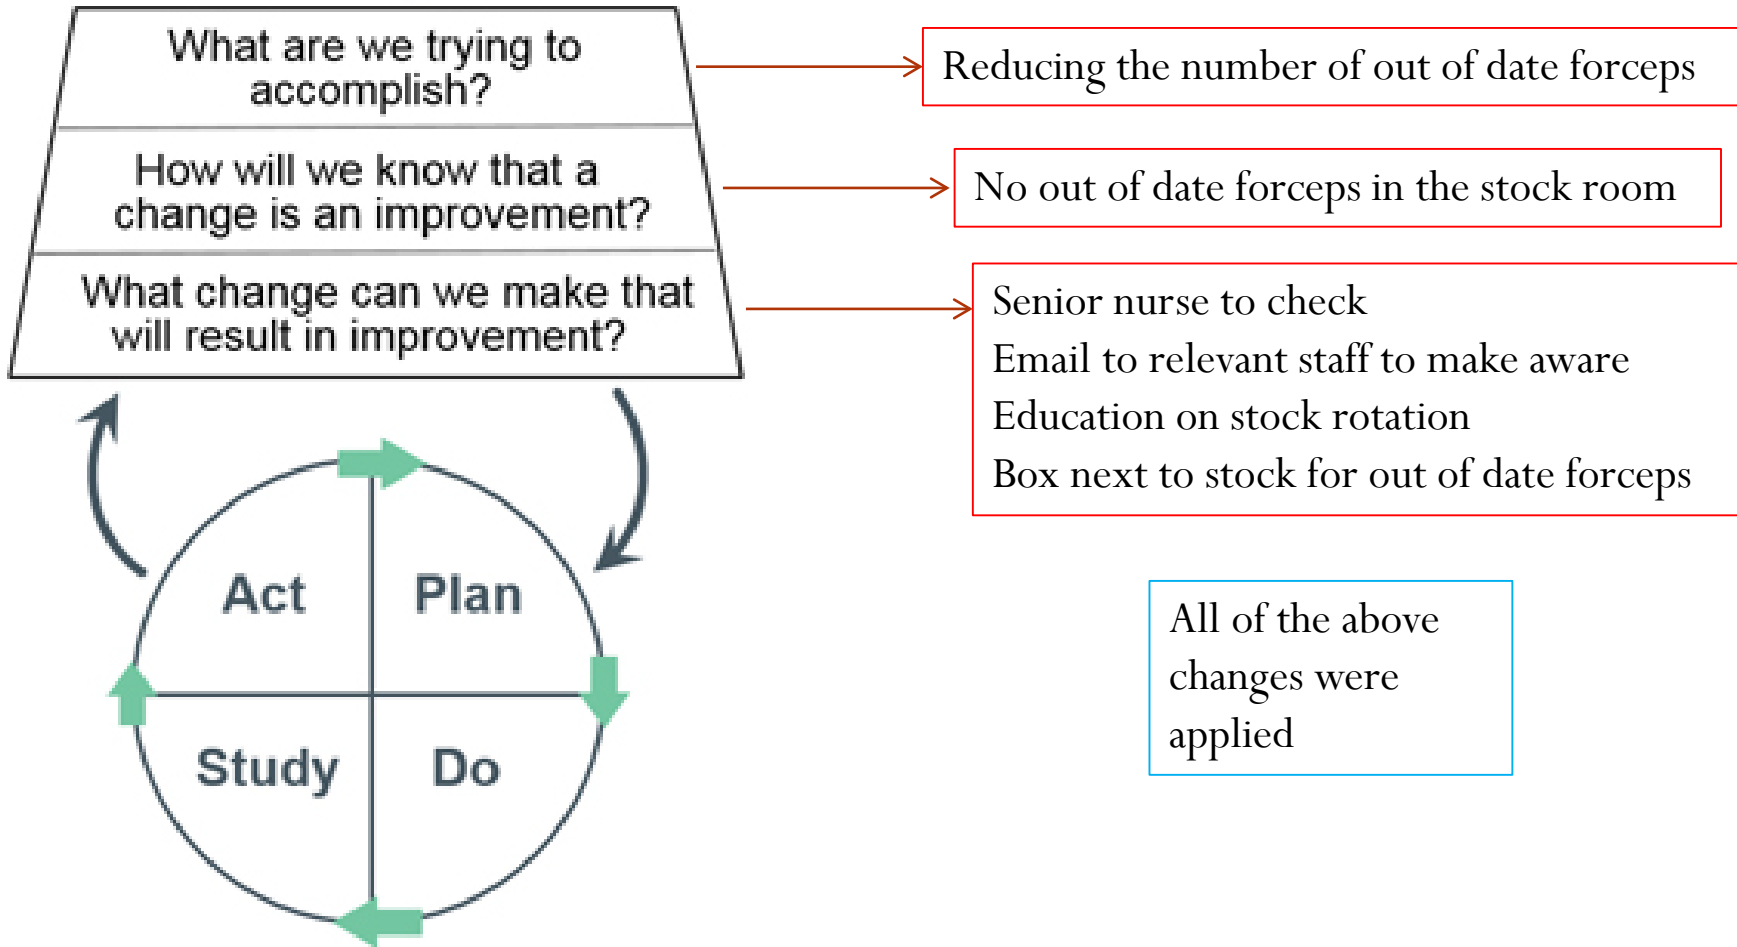 What are we trying to
accomplish?
How will we know that a
change is an improvement?
What change can we make that
will result in improvement?
Reducing the number of out of date forceps
No out of date forceps in the stock room
Senior nurse to check
Email to relevant staff to make aware
Education on stock rotation
Box next to stock for out of date forceps
All of the above
changes were
applied
Act
Plan
Study
Do